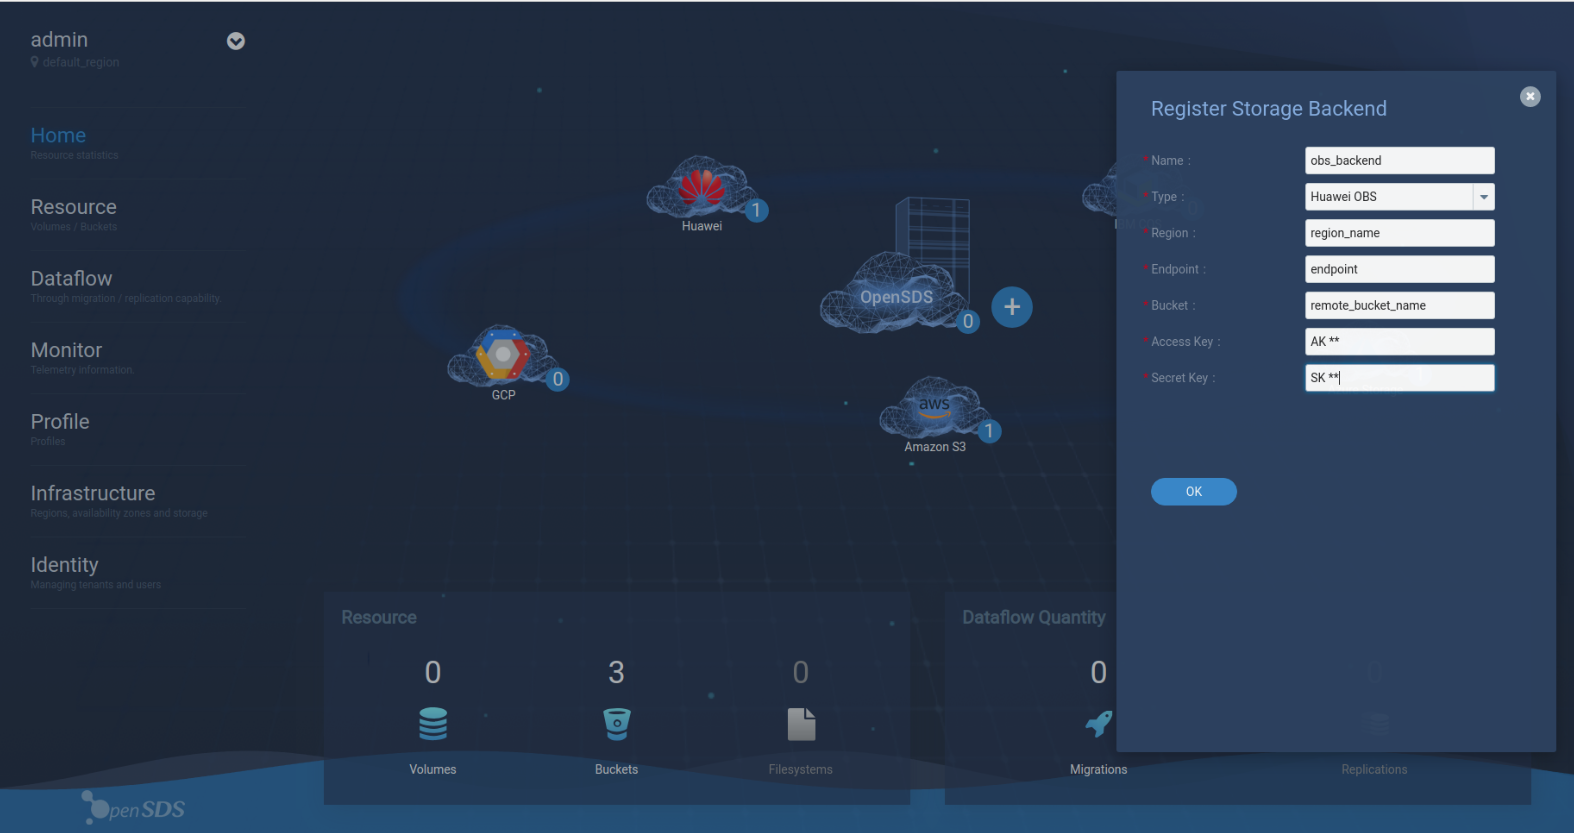 admin
default_region
Home
Resource statistics
Resource
Volumes / Buckets
Dataflow
Through migration / replication capability.
Monitor
Telemetry information.
Profile
Profiles
Infrastructure
Regions, availability zones and storage
Identity
Managing tenants and users
OpenSDS
1
Huawei
OpenSDS
0
+
0
GCP
aws
1
Amazon S3
Register Storage Backend
* Name : obs_backend
* Type : Huawei OBS
* Region : region_name
* Endpoint : endpoint
* Bucket : remote_bucket_name
* Access Key : AK **
* Secret Key : SK **
OK
Resource
0 3 0
Volumes Buckets Filesystems
Dataflow Quantity
0 0
Migrations Replications